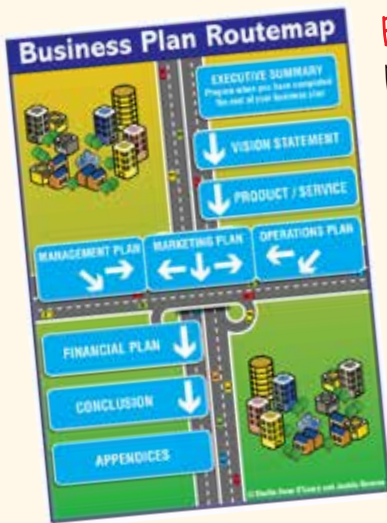 Business Plan Routemap
EXECUTIVE SUMMARY
Prepare when you have completed
the rest of your business plan
VISION STATEMENT
PRODUCT / SERVICE
MANAGEMENT PLAN
MARKETING PLAN
OPERATIONS PLAN
FINANCIAL PLAN
CONCLUSION
APPENDICES